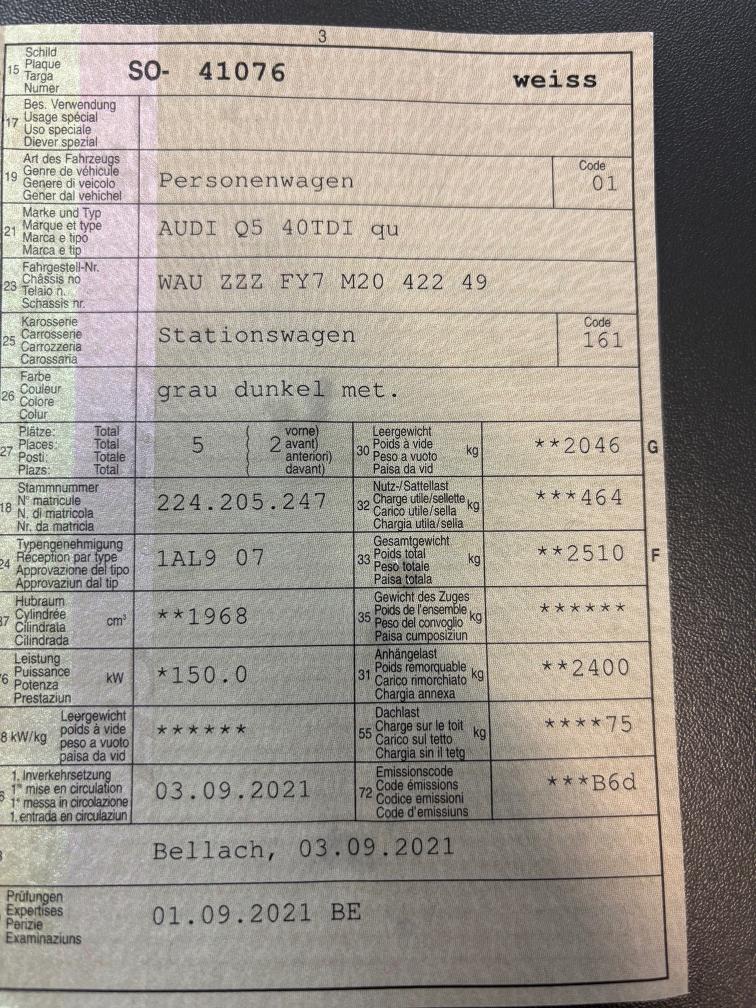 3
15 Schild Plaque Targa Numer SO- 41076 weiss
17 Bes. Verwendung Usage spécial Uso speciale Diever spezial
19 Art des Fahrzeugs Genre de véhicule Genere di veicolo Gener dal vehichel Personenwagen Code 01
21 Marke und Typ Marque et type Marca e tipo Marca e tip AUDI Q5 40TDI qu
23 Fahrgestell-Nr. Châssis no Telaio n. Schassis nr. WAU ZZZ FY7 M20 422 49
25 Karosserie Carrosserie Carrozzeria Carossaria Stationswagen Code 161
26 Farbe Couleur Colore Colur grau dunkel met.
27 Plätze: Total Places: Total Posti: Totale Plazs: Total 5 2 vorne) avant) anteriori) davant) 30 Leergewicht Poids à vide Peso a vuoto Paisa da vid kg **2046 G
18 Stammnummer N° matricule N. di matricola Nr. da matricla 224.205.247 32 Nutz-/Sattellast Charge utile/sellette Carico utile/sella Chargia utila/sella kg ***464
24 Typengenehmigung Réception par type Approvazione del tipo Approvaziun dal tip 1AL9 07 33 Gesamtgewicht Poids total Peso totale Paisa totala kg **2510 F
37 Hubraum Cylindrée Cilindrata Cilindrada cm³ **1968 35 Gewicht des Zuges Poids de l'ensemble Peso del convoglio Paisa cumposiziun kg ******
76 Leistung Puissance Potenza Prestaziun kW *150.0 31 Anhängelast Poids remorquable Carico rimorchiato Chargia annexa kg **2400
8 kW/kg Leergewicht poids à vide peso a vuoto paisa da vid ****** 55 Dachlast Charge sur le toit Carico sul tetto Chargia sin il tetg kg ****75
6 1. Inverkehrsetzung 1re mise en circulation 1a messa in circolazione 1. entrada en circulaziun 03.09.2021 72 Emissionscode Code émissions Codice emissioni Code d'emissiuns ***B6d
Bellach, 03.09.2021
Prüfungen Expertises Perizie Examinaziuns 01.09.2021 BE